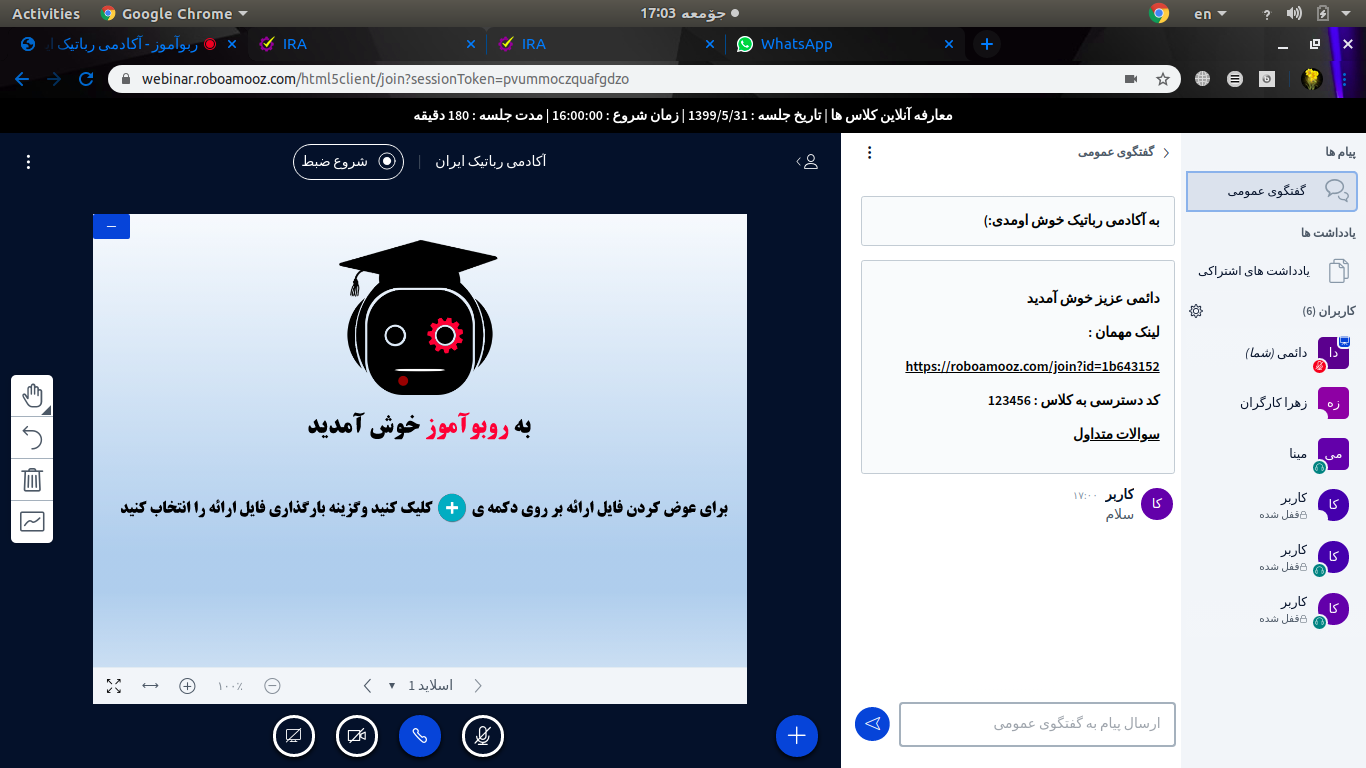 Activities Google Chrome جۆمعه 17:03 en ?
ربوآموز - آکادمی رباتیک IRA IRA WhatsApp
webinar.roboamooz.com/html5client/join?sessionToken=pvummoczquafgdzo
معارفه آنلاین کلاس ها | تاریخ جلسه : 1399/5/31 | زمان شروع : 16:00:00 | مدت جلسه : 180 دقیقه
پیام ها
گفتگوی عمومی
یادداشت ها
یادداشت های اشتراکی
کاربران (6)
دا دائمی (شما)
زه زهرا کارگران
می مینا
کا کاربر
قفل شده
کا کاربر
قفل شده
کا کاربر
قفل شده
گفتگوی عمومی
به آکادمی رباتیک خوش اومدی:)
دائمی عزیز خوش آمدید
لینک مهمان :
https://roboamooz.com/join?id=1b643152
کد دسترسی به کلاس : 123456
سوالات متداول
کا کاربر ۱۷:۰۰
سلام
ارسال پیام به گفتگوی عمومی
آکادمی رباتیک ایران | شروع ضبط
به روبوآموز خوش آمدید
برای عوض کردن فایل ارائه بر روی دکمه ی + کلیک کنید وگزینه بارگذاری فایل ارائه را انتخاب کنید
اسلاید 1
۱۰۰٪